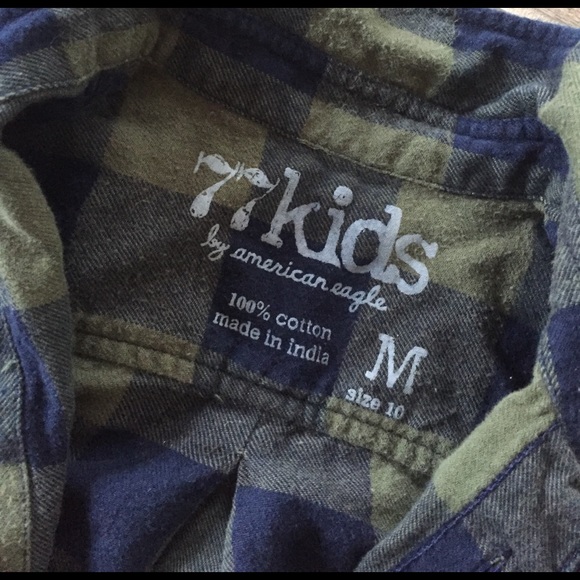 77kids
by american eagle
100% cotton
made in india
M
size 10